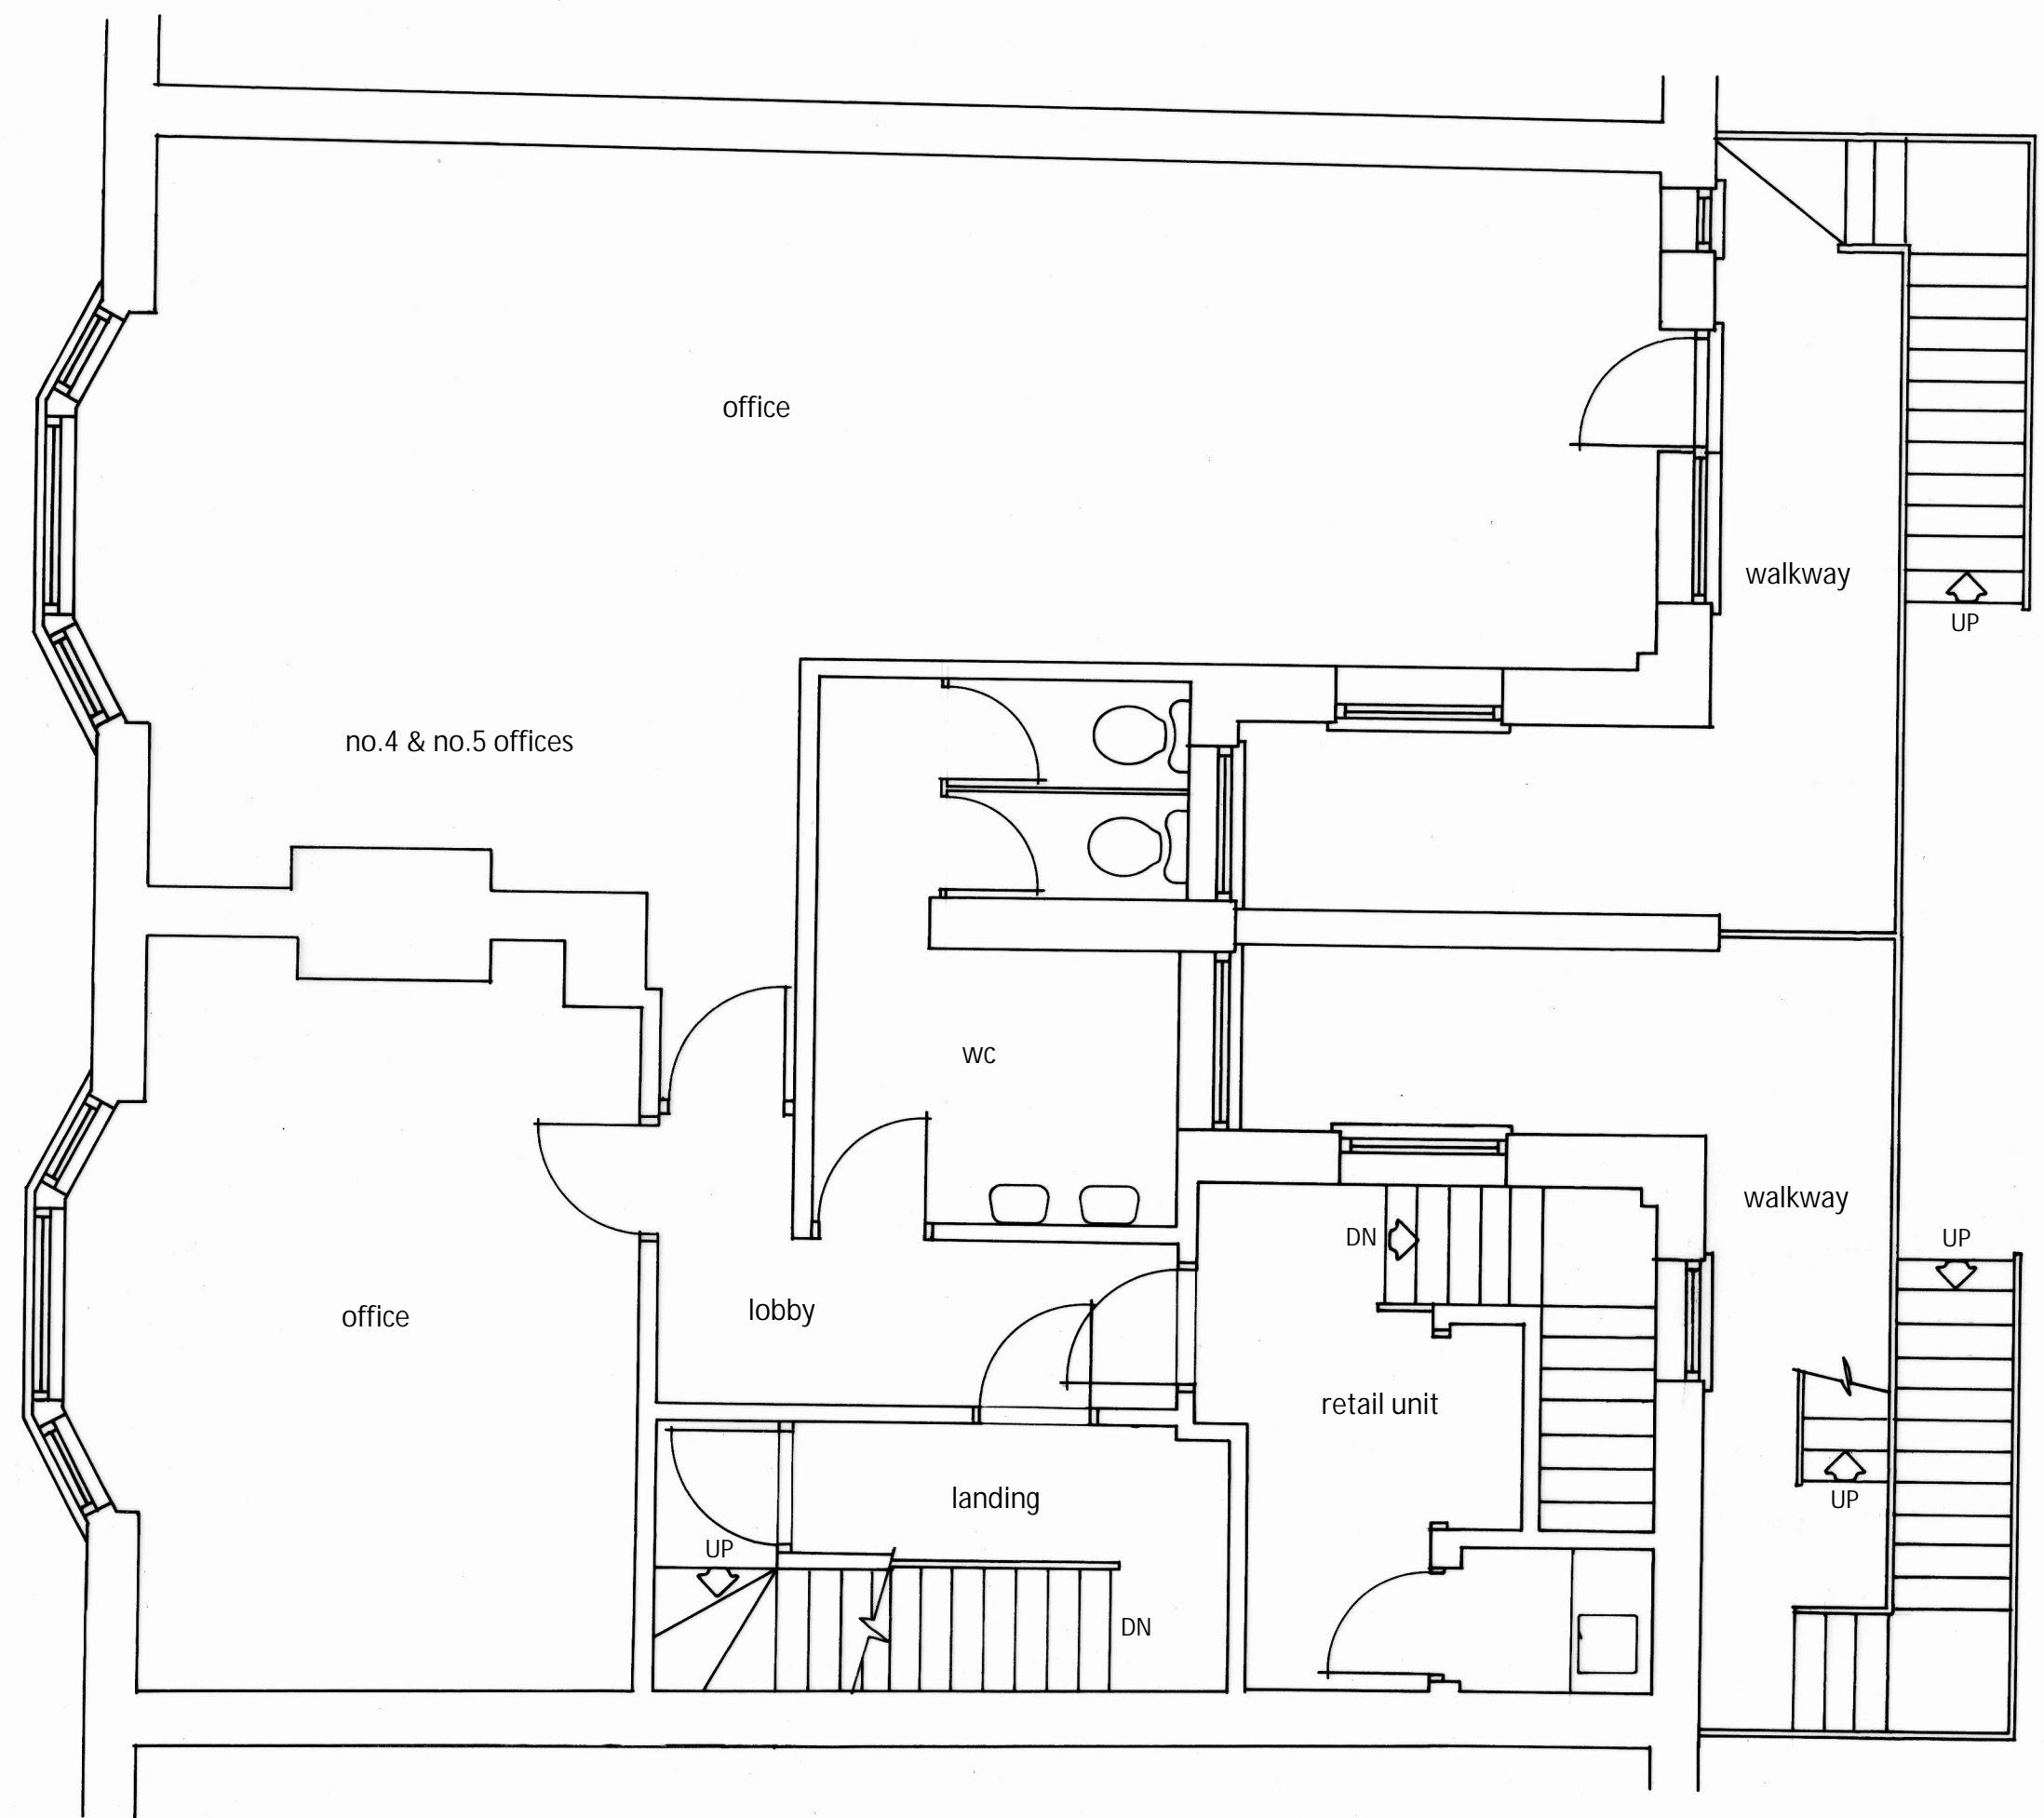 office
walkway
UP
no.4 & no.5 offices
wc
walkway
DN
UP
lobby
office
retail unit
landing
UP
UP
DN